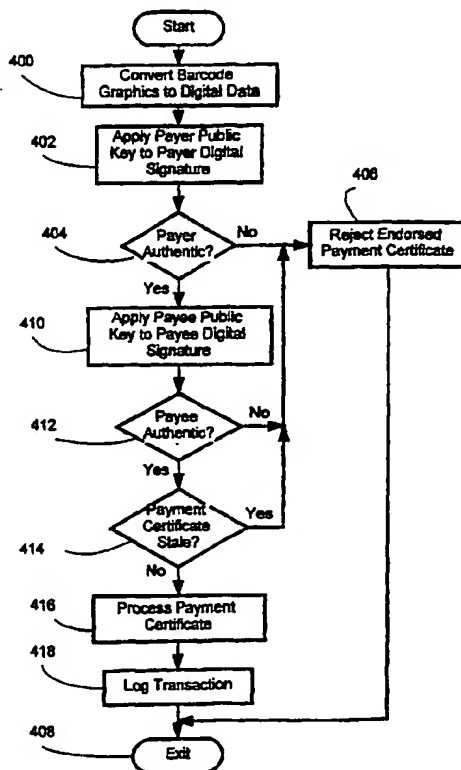 Start
400
Convert Barcode
Graphics to Digital Data
402
Apply Payer Public
Key to Payer Digital
Signature
404
Payer
Authentic?
No
406
Reject Endorsed
Payment Certificate
Yes
410
Apply Payee Public
Key to Payee Digital
Signature
412
Payee
Authentic?
No
Yes
414
Payment
Certificate
Stale?
Yes
No
416
Process Payment
Certificate
418
Log Transaction
408
Exit